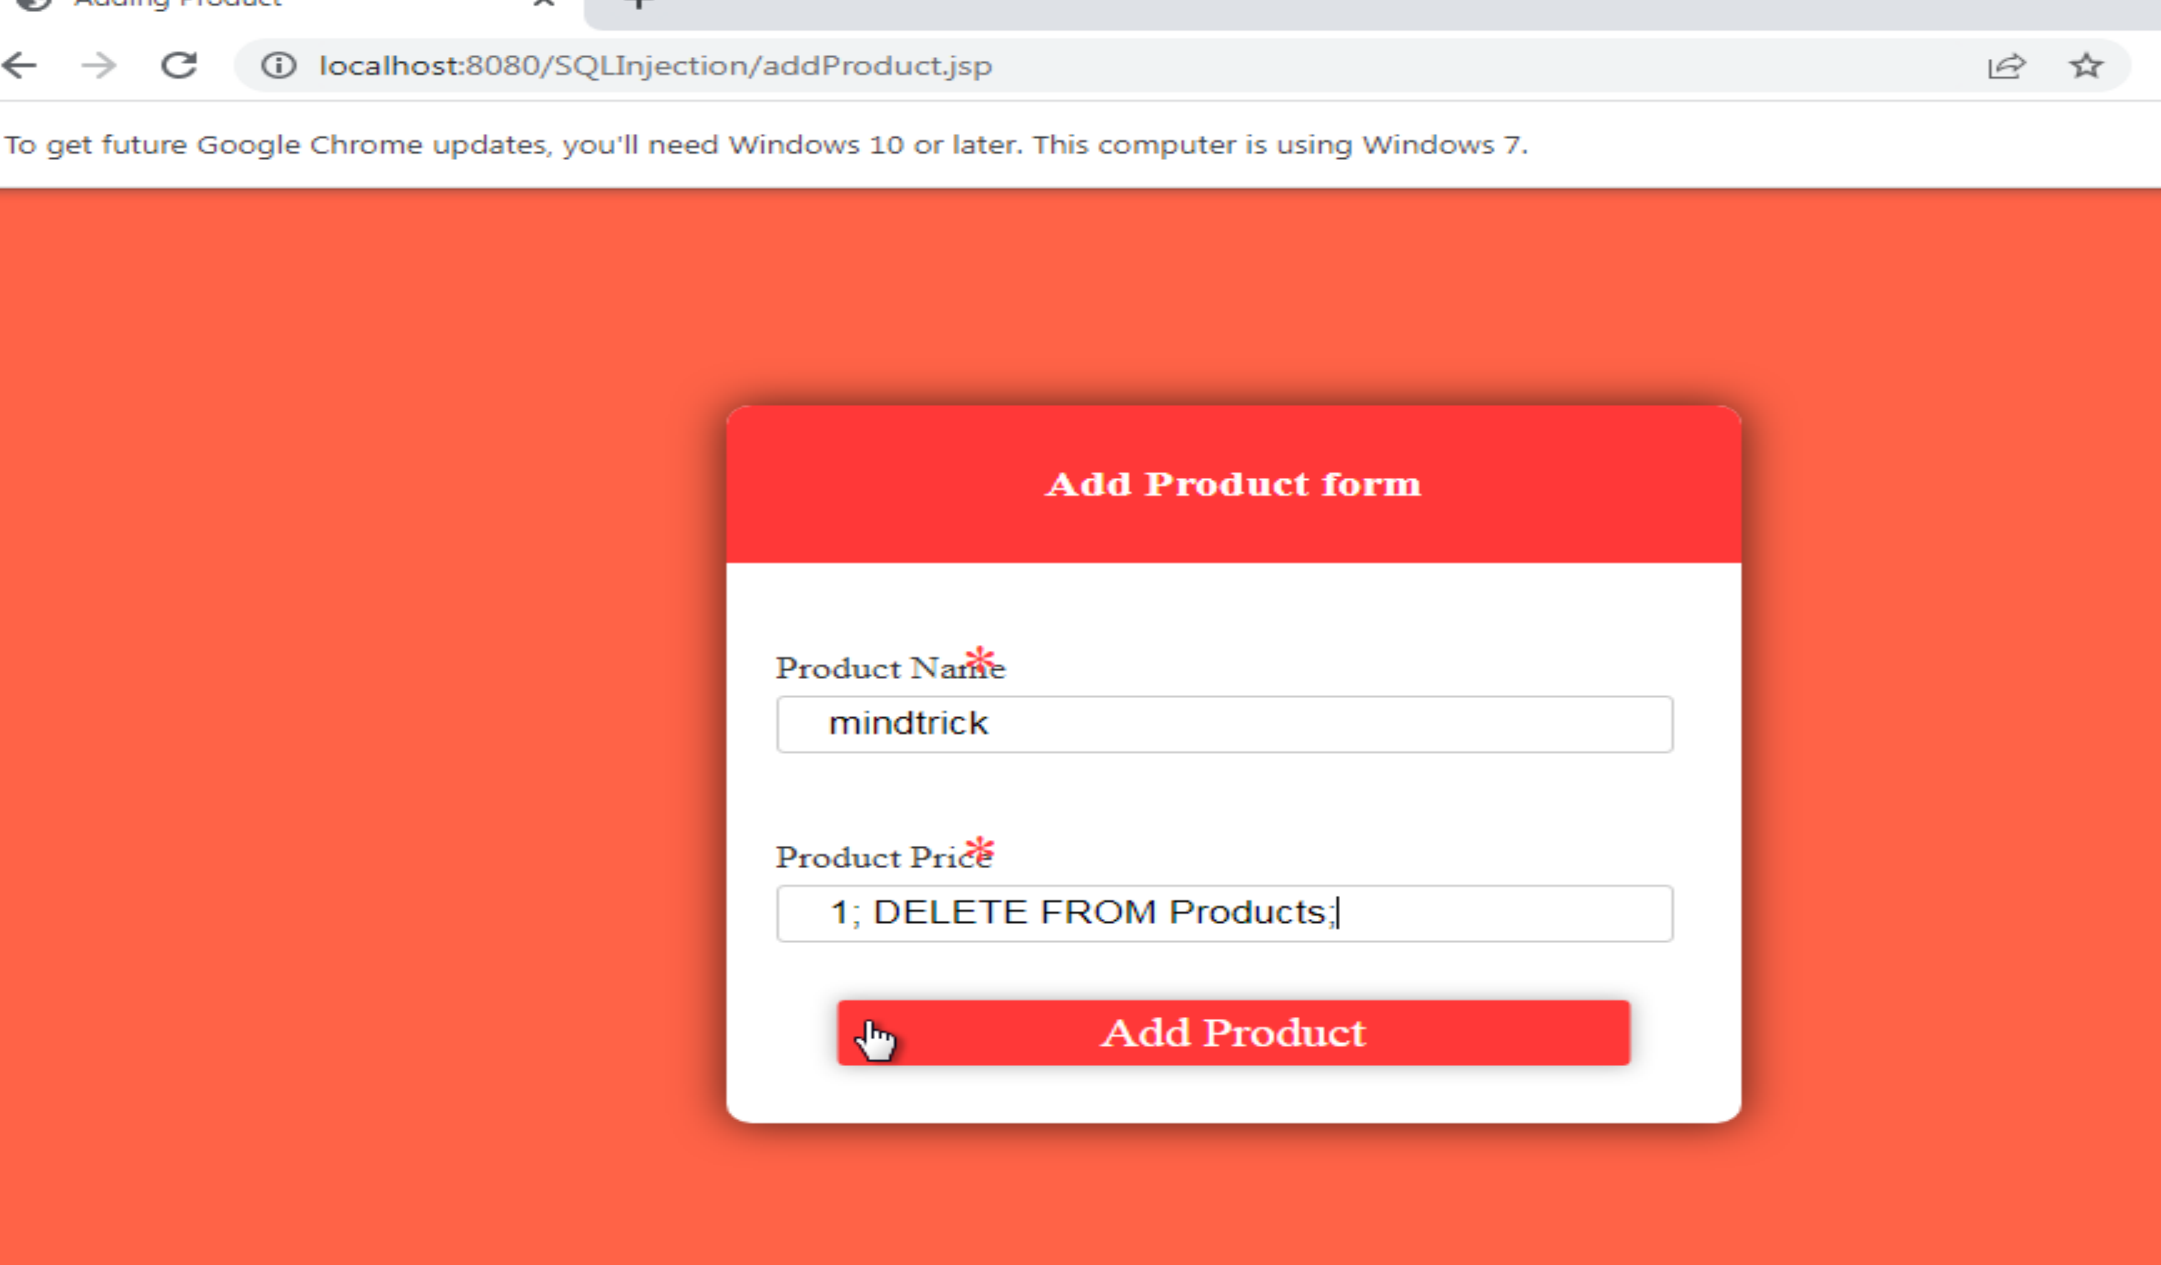 Adding Product
localhost:8080/SQLInjection/addProduct.jsp
To get future Google Chrome updates, you'll need Windows 10 or later. This computer is using Windows 7.
Add Product form
Product Name*
mindtrick
Product Price*
1; DELETE FROM Products;
Add Product